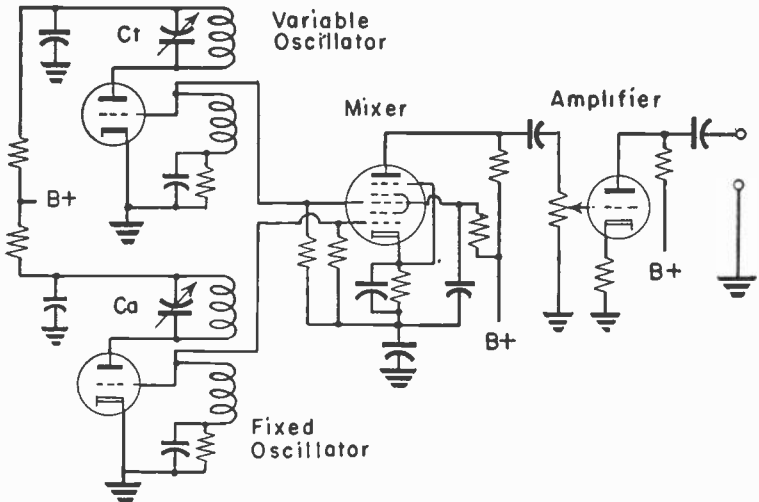 Variable
Oscillator
Ct
Mixer
Amplifier
B+
B+
B+
Ca
Fixed
Oscillator